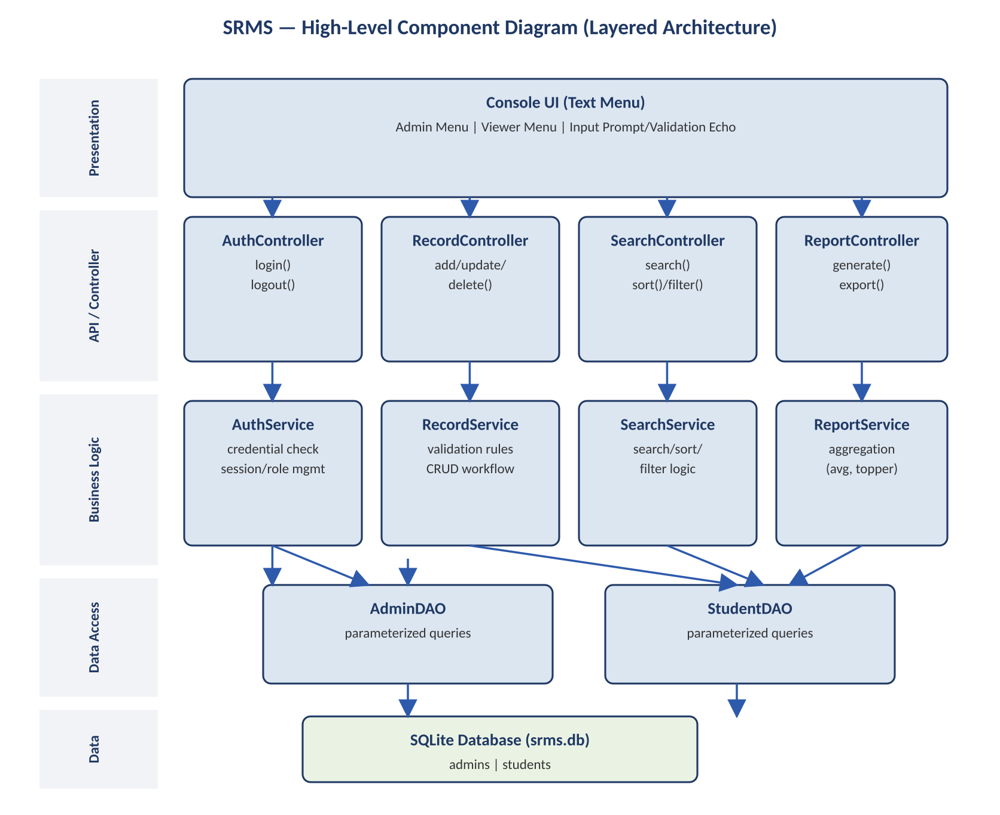 SRMS — High-Level Component Diagram (Layered Architecture)
Presentation
Console UI (Text Menu)
Admin Menu | Viewer Menu | Input Prompt/Validation Echo
API / Controller
AuthController
login()
logout()
RecordController
add/update/
delete()
SearchController
search()
sort()/filter()
ReportController
generate()
export()
Business Logic
AuthService
credential check
session/role mgmt
RecordService
validation rules
CRUD workflow
SearchService
search/sort/
filter logic
ReportService
aggregation
(avg, topper)
Data Access
AdminDAO
parameterized queries
StudentDAO
parameterized queries
Data
SQLite Database (srms.db)
admins | students